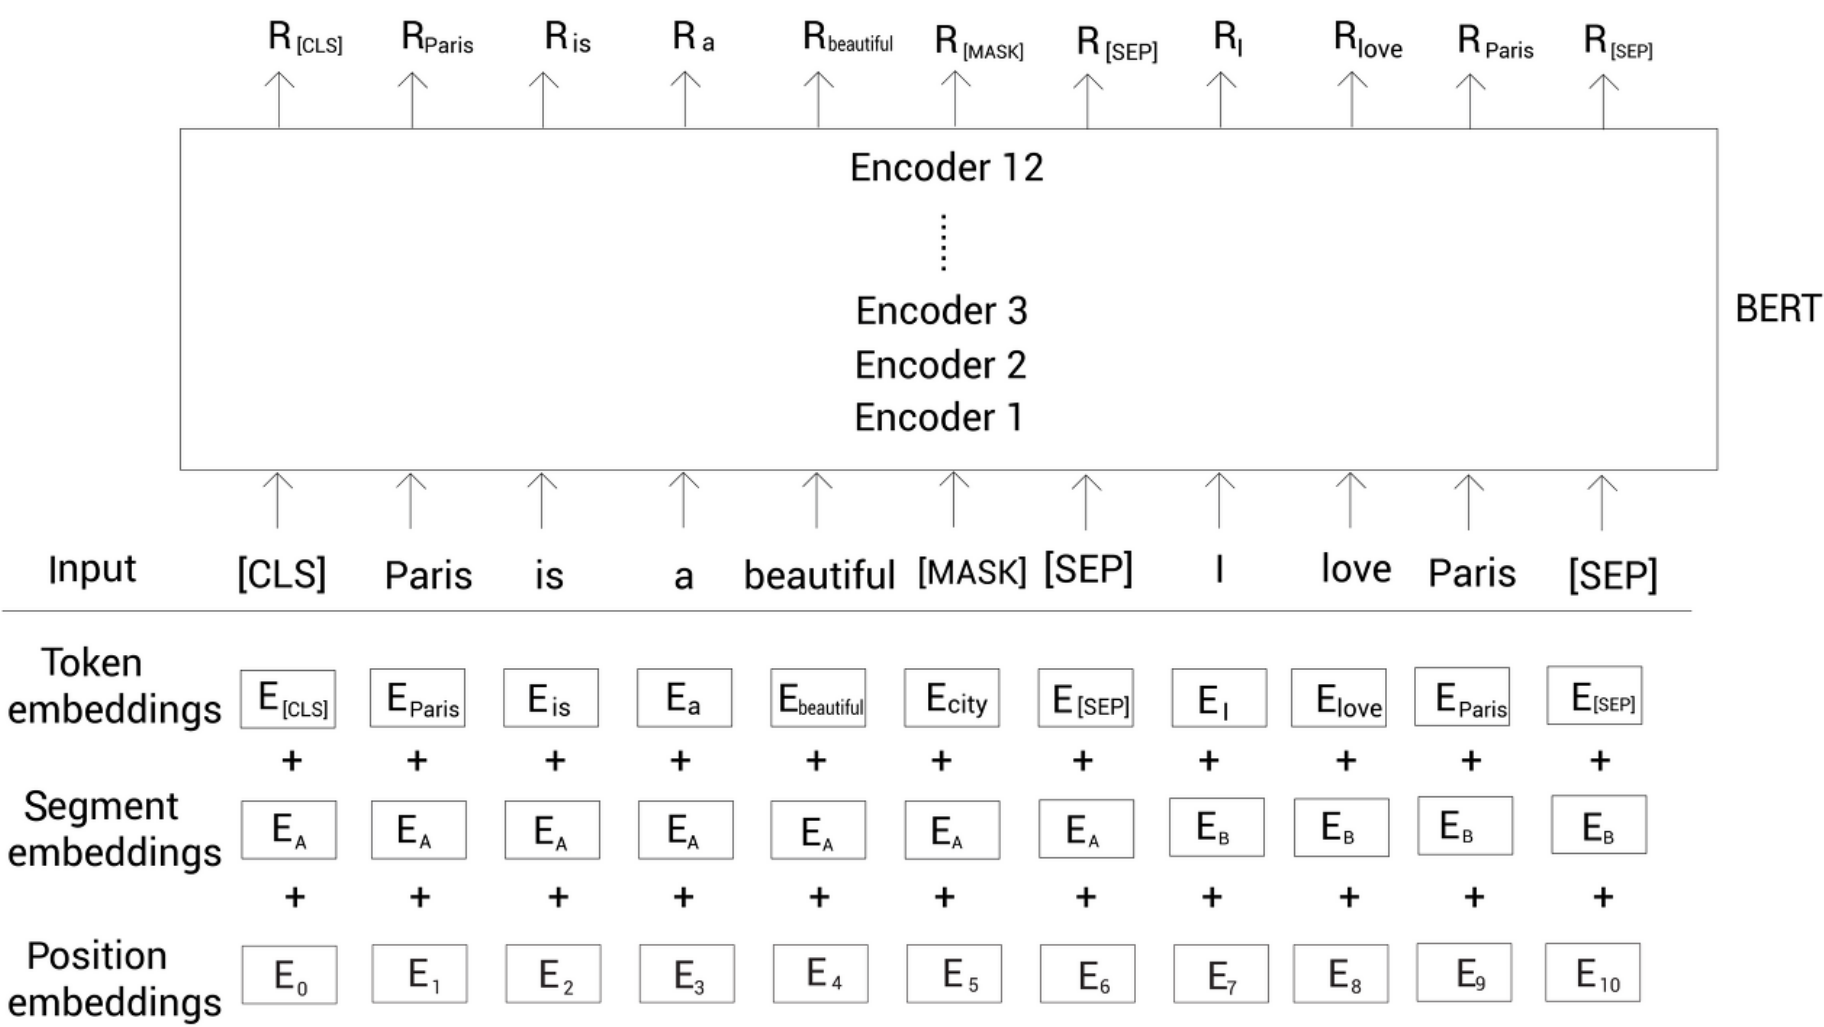 R[CLS] RParis Ris Ra Rbeautiful R[MASK] R[SEP] RI Rlove RParis R[SEP]
Encoder 12
Encoder 3
BERT
Encoder 2
Encoder 1
Input [CLS] Paris is a beautiful [MASK] [SEP] I love Paris [SEP]
Token
embeddings E[CLS] EParis Eis Ea Ebeautiful Ecity E[SEP] EI Elove EParis E[SEP]
+ + + + + + + + + + +
Segment
embeddings EA EA EA EA EA EA EA EB EB EB EB
+ + + + + + + + + + +
Position
embeddings E0 E1 E2 E3 E4 E5 E6 E7 E8 E9 E10